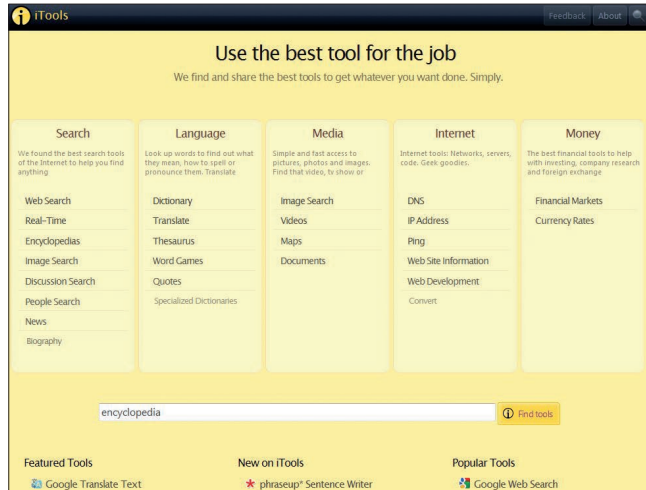 iTools
Feedback About
Use the best tool for the job
We find and share the best tools to get whatever you want done. Simply.
Search
We found the best search tools
of the Internet to help you find
anything
Web Search
Real-Time
Encyclopedias
Image Search
Discussion Search
People Search
News
Biography
Language
Look up words to find out what
they mean, how to spell or
pronounce them. Translate
Dictionary
Translate
Thesaurus
Word Games
Quotes
Specialized Dictionaries
Media
Simple and fast access to
pictures, photos and images.
Find that video, tv show or
Image Search
Videos
Maps
Documents
Internet
Internet tools: Networks, servers,
code. Geek goodies.
DNS
IP Address
Ping
Web Site Information
Web Development
Convert
Money
The best financial tools to help
with investing, company research
and foreign exchange
Financial Markets
Currency Rates
encyclopedia
Find tools
Featured Tools
Google Translate Text
New on iTools
phraseup* Sentence Writer
Popular Tools
Google Web Search